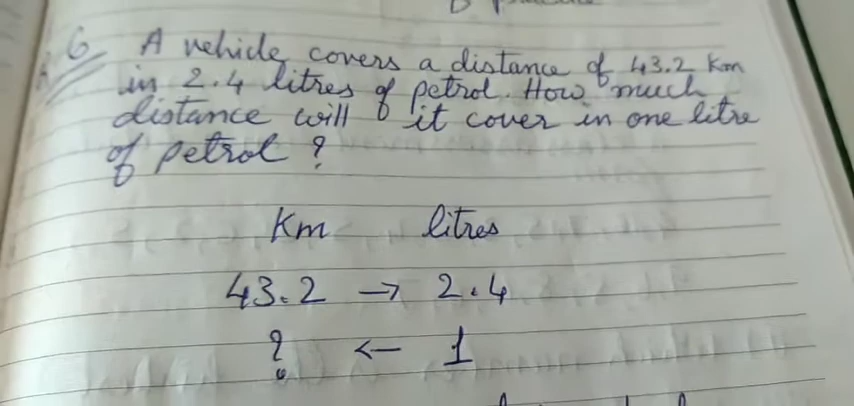 6 A vehicle covers a distance of 43.2 km
in 2.4 litres of petrol. How much
distance will it cover in one litre
of petrol ?
Km litres
43.2 → 2.4
? ← 1